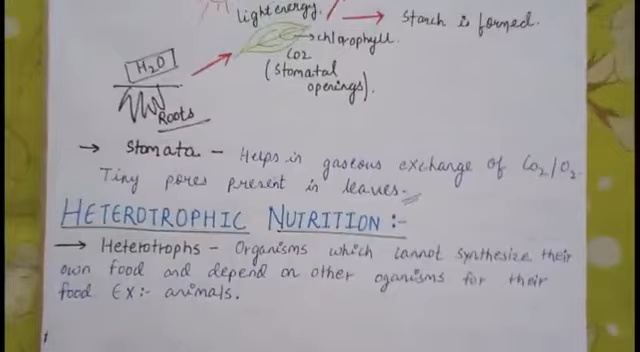 light energy.
Starch is formed.
chlorophyll.
CO2
(Stomatal
openings).
H2O
Roots
→ Stomata - Helps in gaseous exchange of CO2/O2.
Tiny pores present in leaves.
HETEROTROPHIC NUTRITION :-
→ Heterotrophs - Organisms which cannot synthesize their
own food and depend on other oganisms for their
food EX:- animals.